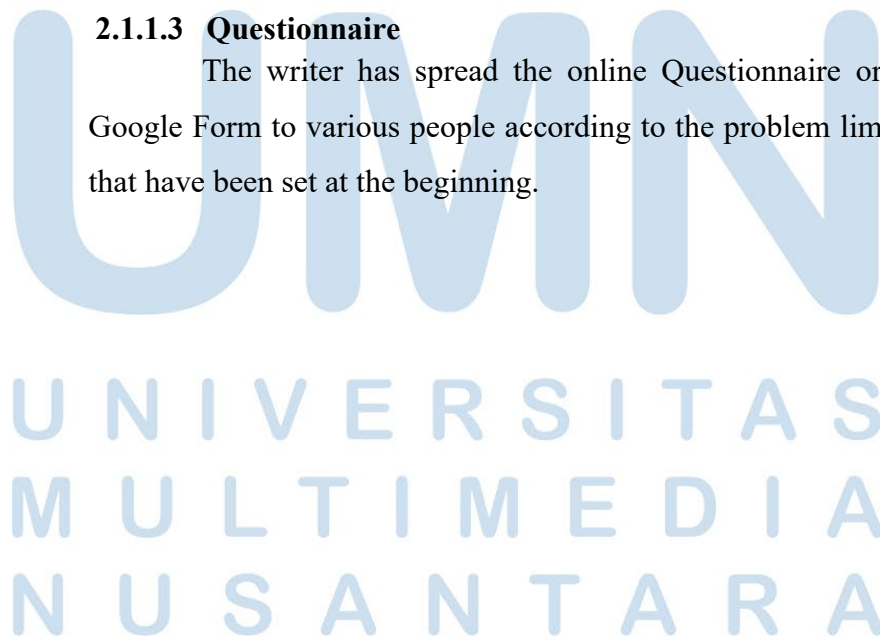 2.1.1.3 Questionnaire
The writer has spread the online Questionnaire or
Google Form to various people according to the problem lim
that have been set at the beginning.
UMN
UNIVERSITAS
MULTIMEDIA
NUSANTARA